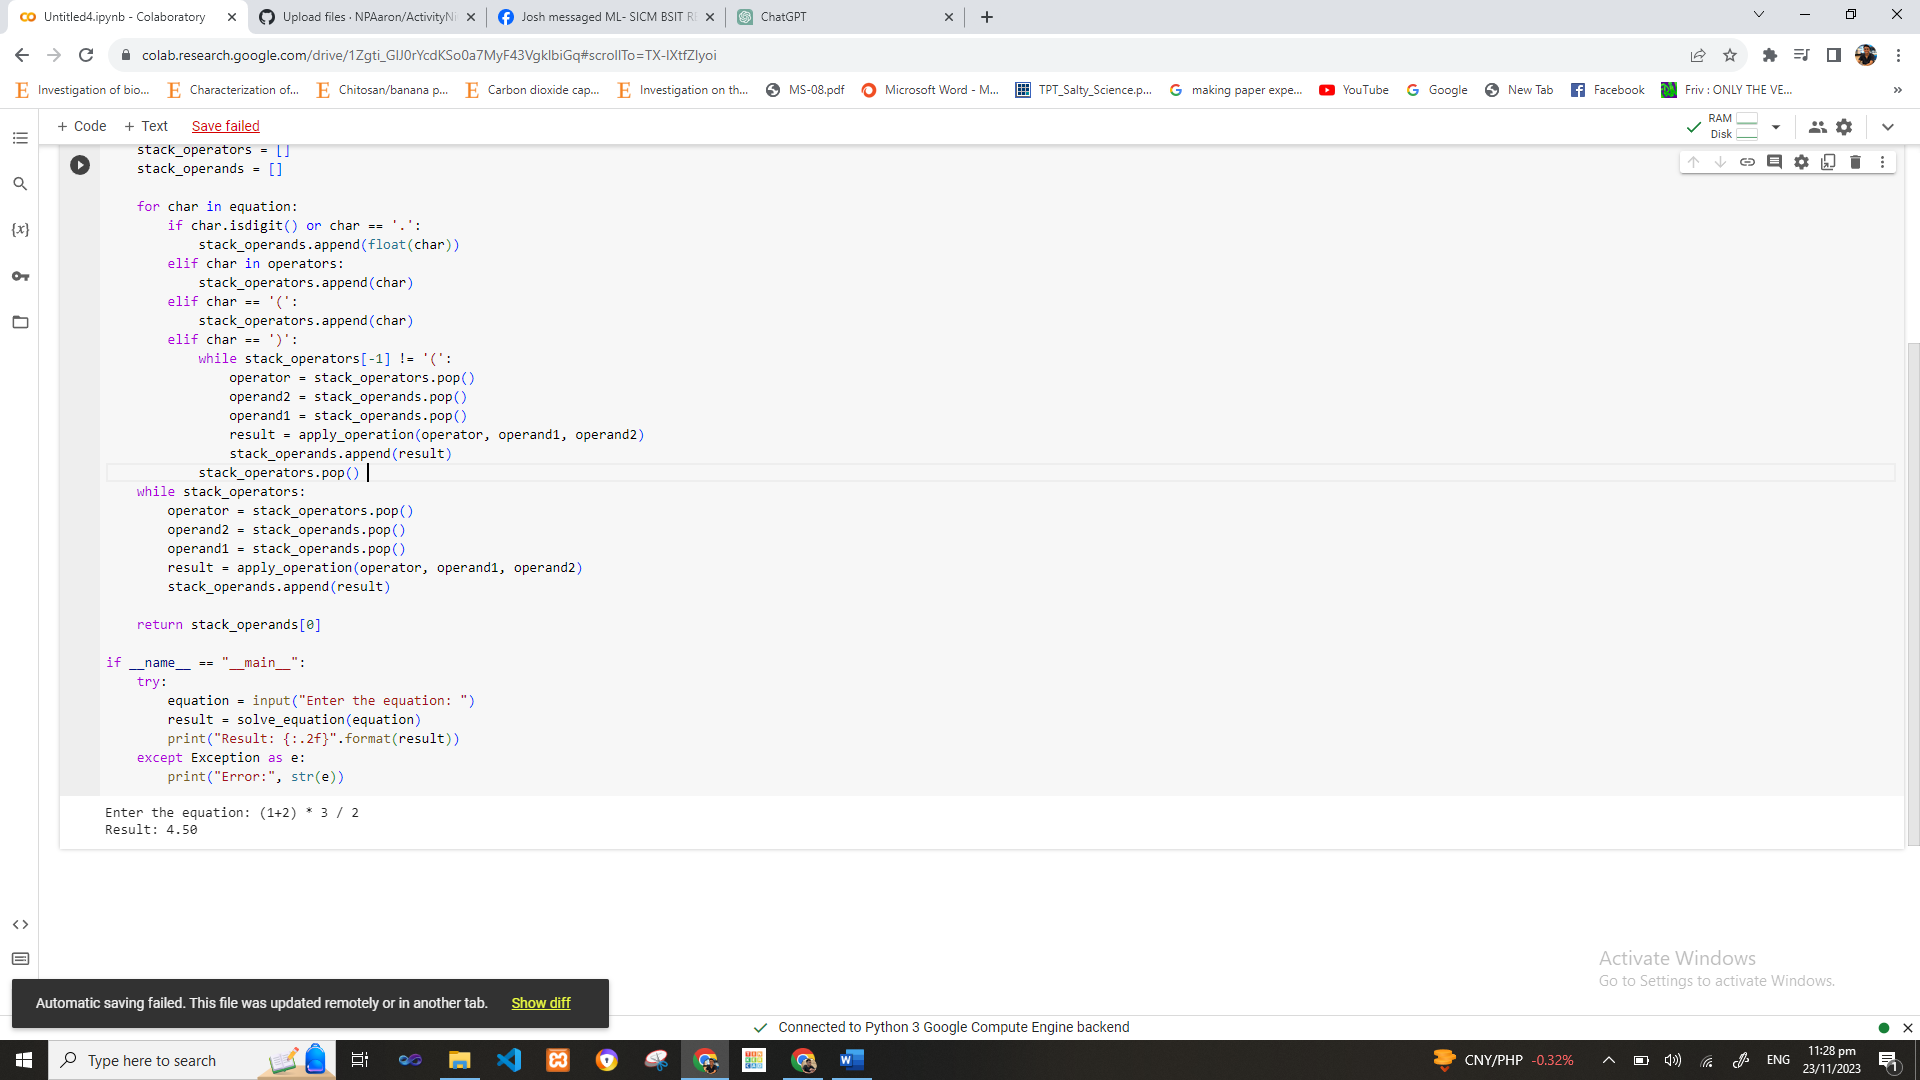 Untitled4.ipynb - Colaboratory
Upload files · NPAaron/ActivityNi
Josh messaged ML- SICM BSIT RE
ChatGPT
colab.research.google.com/drive/1Zgti_GIJ0rYcdKSo0a7MyF43VgkIbiGq#scrollTo=TX-lXtfZlyoi
Investigation of bio...
Characterization of...
Chitosan/banana p...
Carbon dioxide cap...
Investigation on th...
MS-08.pdf
Microsoft Word - M...
TPT_Salty_Science.p...
making paper expe...
YouTube
Google
New Tab
Facebook
Friv : ONLY THE VE...
»
+ Code
+ Text
Save failed
RAM
Disk
{x}
stack_operators = []
stack_operands = []
for char in equation:
if char.isdigit() or char == '.':
stack_operands.append(float(char))
elif char in operators:
stack_operators.append(char)
elif char == '(':
stack_operators.append(char)
elif char == ')':
while stack_operators[-1] != '(':
operator = stack_operators.pop()
operand2 = stack_operands.pop()
operand1 = stack_operands.pop()
result = apply_operation(operator, operand1, operand2)
stack_operands.append(result)
stack_operators.pop()
while stack_operators:
operator = stack_operators.pop()
operand2 = stack_operands.pop()
operand1 = stack_operands.pop()
result = apply_operation(operator, operand1, operand2)
stack_operands.append(result)
return stack_operands[0]
if __name__ == "__main__":
try:
equation = input("Enter the equation: ")
result = solve_equation(equation)
print("Result: {:.2f}".format(result))
except Exception as e:
print("Error:", str(e))
Enter the equation: (1+2) * 3 / 2
Result: 4.50
Activate Windows
Go to Settings to activate Windows.
Automatic saving failed. This file was updated remotely or in another tab.
Show diff
Connected to Python 3 Google Compute Engine backend
Type here to search
CNY/PHP -0.32%
ENG
11:28 pm
23/11/2023
1